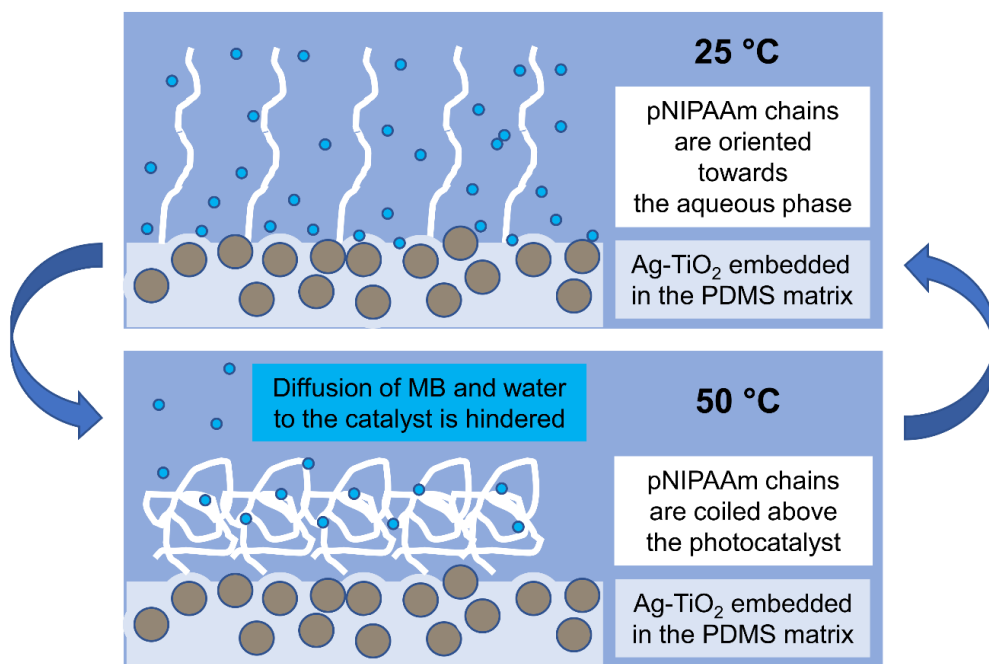 25 °C
pNIPAAm chains
are oriented
towards
the aqueous phase
Ag-TiO₂ embedded
in the PDMS matrix
Diffusion of MB and water
to the catalyst is hindered
50 °C
pNIPAAm chains
are coiled above
the photocatalyst
Ag-TiO₂ embedded
in the PDMS matrix